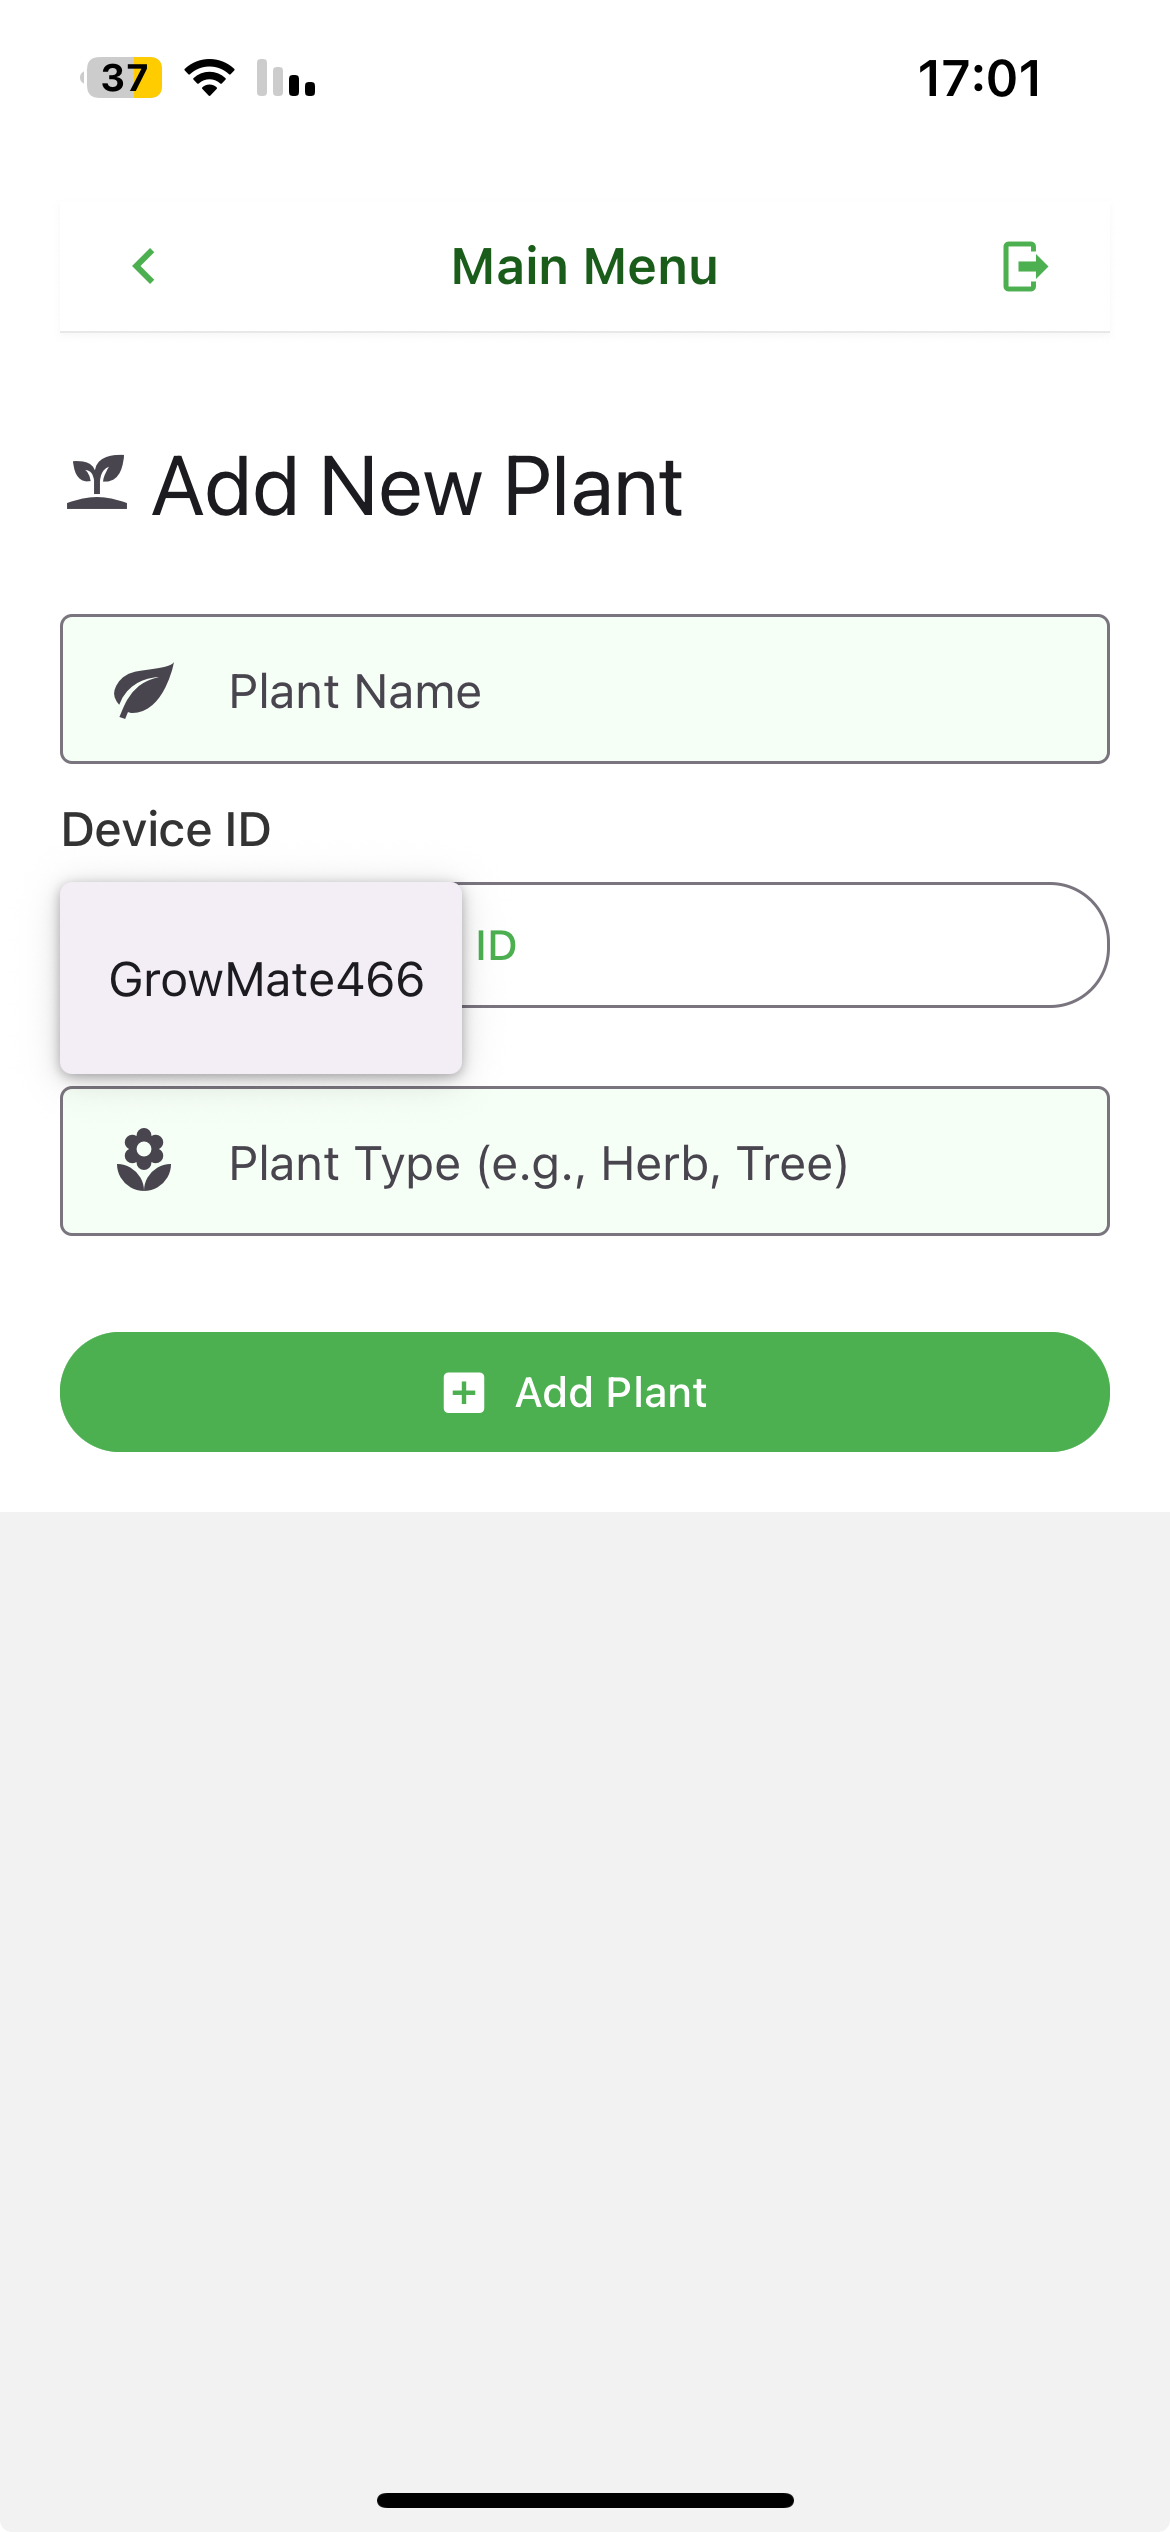 37
17:01
Main Menu
Add New Plant
Plant Name
Device ID
GrowMate466
ID
Plant Type (e.g., Herb, Tree)
Add Plant